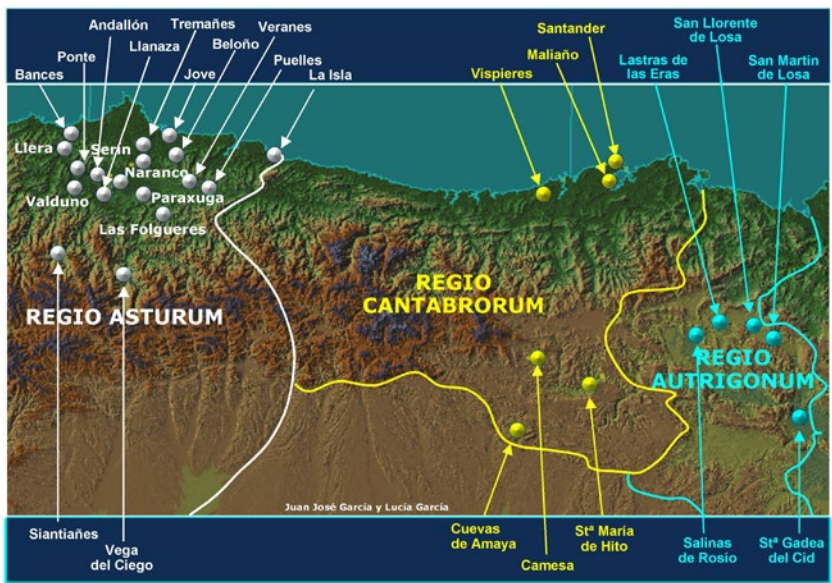 San Llorente
de Losa
Tremañes
Veranes
Santander
Andallón
Beloño
Maliaño
Ponte
Llanaza
Puelles
Lastras de
las Eras
San Martín
de Losa
Bances
Jove
La Isla
Vispieres
Llera
Serín
Naranco
Valduno
Paraxuga
Las Folgueres
REGIO ASTURUM
REGIO
CANTABRORUM
REGIO
AUTRIGONUM
Juan José García y Lucía García
Siantiañes
Vega
del Ciego
Cuevas
de Amaya
Camesa
Stª María
de Hito
Salinas
de Rosio
Stª Gadea
del Cid